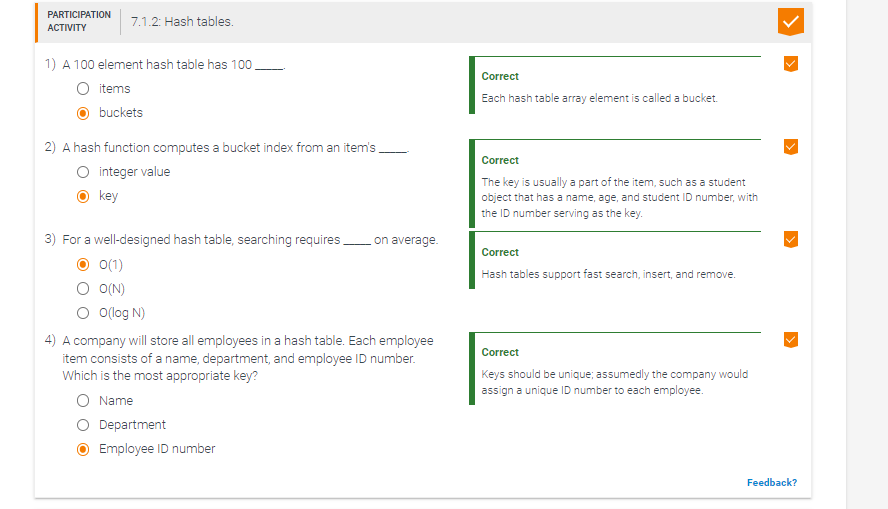 PARTICIPATION
ACTIVITY
7.1.2: Hash tables.
1) A 100 element hash table has 100 _____.
items
buckets
Correct
Each hash table array element is called a bucket.
2) A hash function computes a bucket index from an item's _____.
integer value
key
Correct
The key is usually a part of the item, such as a student
object that has a name, age, and student ID number, with
the ID number serving as the key.
3) For a well-designed hash table, searching requires _____ on average.
O(1)
O(N)
O(log N)
Correct
Hash tables support fast search, insert, and remove.
4) A company will store all employees in a hash table. Each employee
item consists of a name, department, and employee ID number.
Which is the most appropriate key?
Name
Department
Employee ID number
Correct
Keys should be unique; assumedly the company would
assign a unique ID number to each employee.
Feedback?